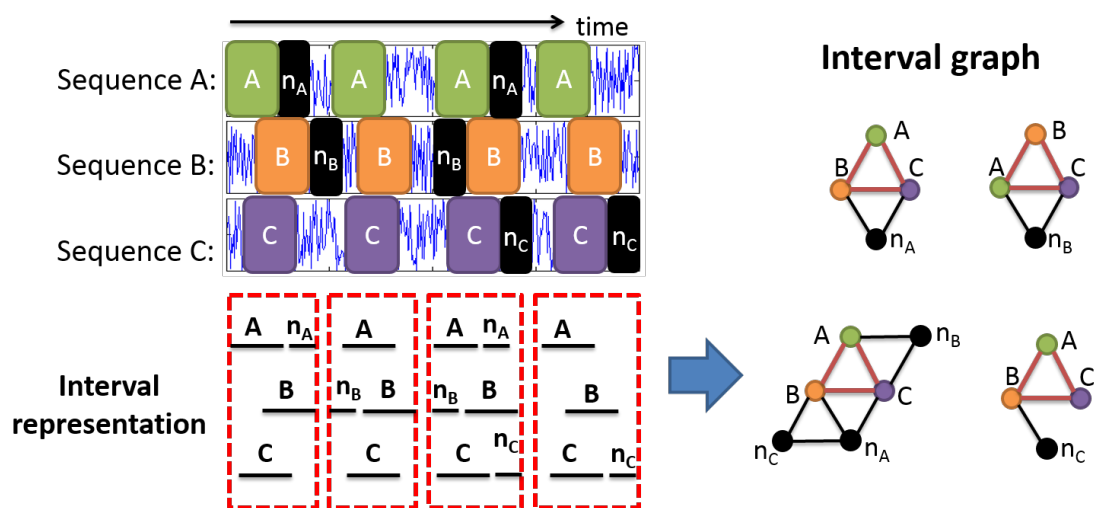 time
Interval graph
Sequence A: A nA A A nA A
Sequence B: B nB B nB B B
Sequence C: C C C nC C nC
Interval
representation
A nA A A nA A
B nB B nB B B
C C C nC C nC
A
B C
nA
B
A C
nB
A nB
B C
nC nA
A
B C
nC